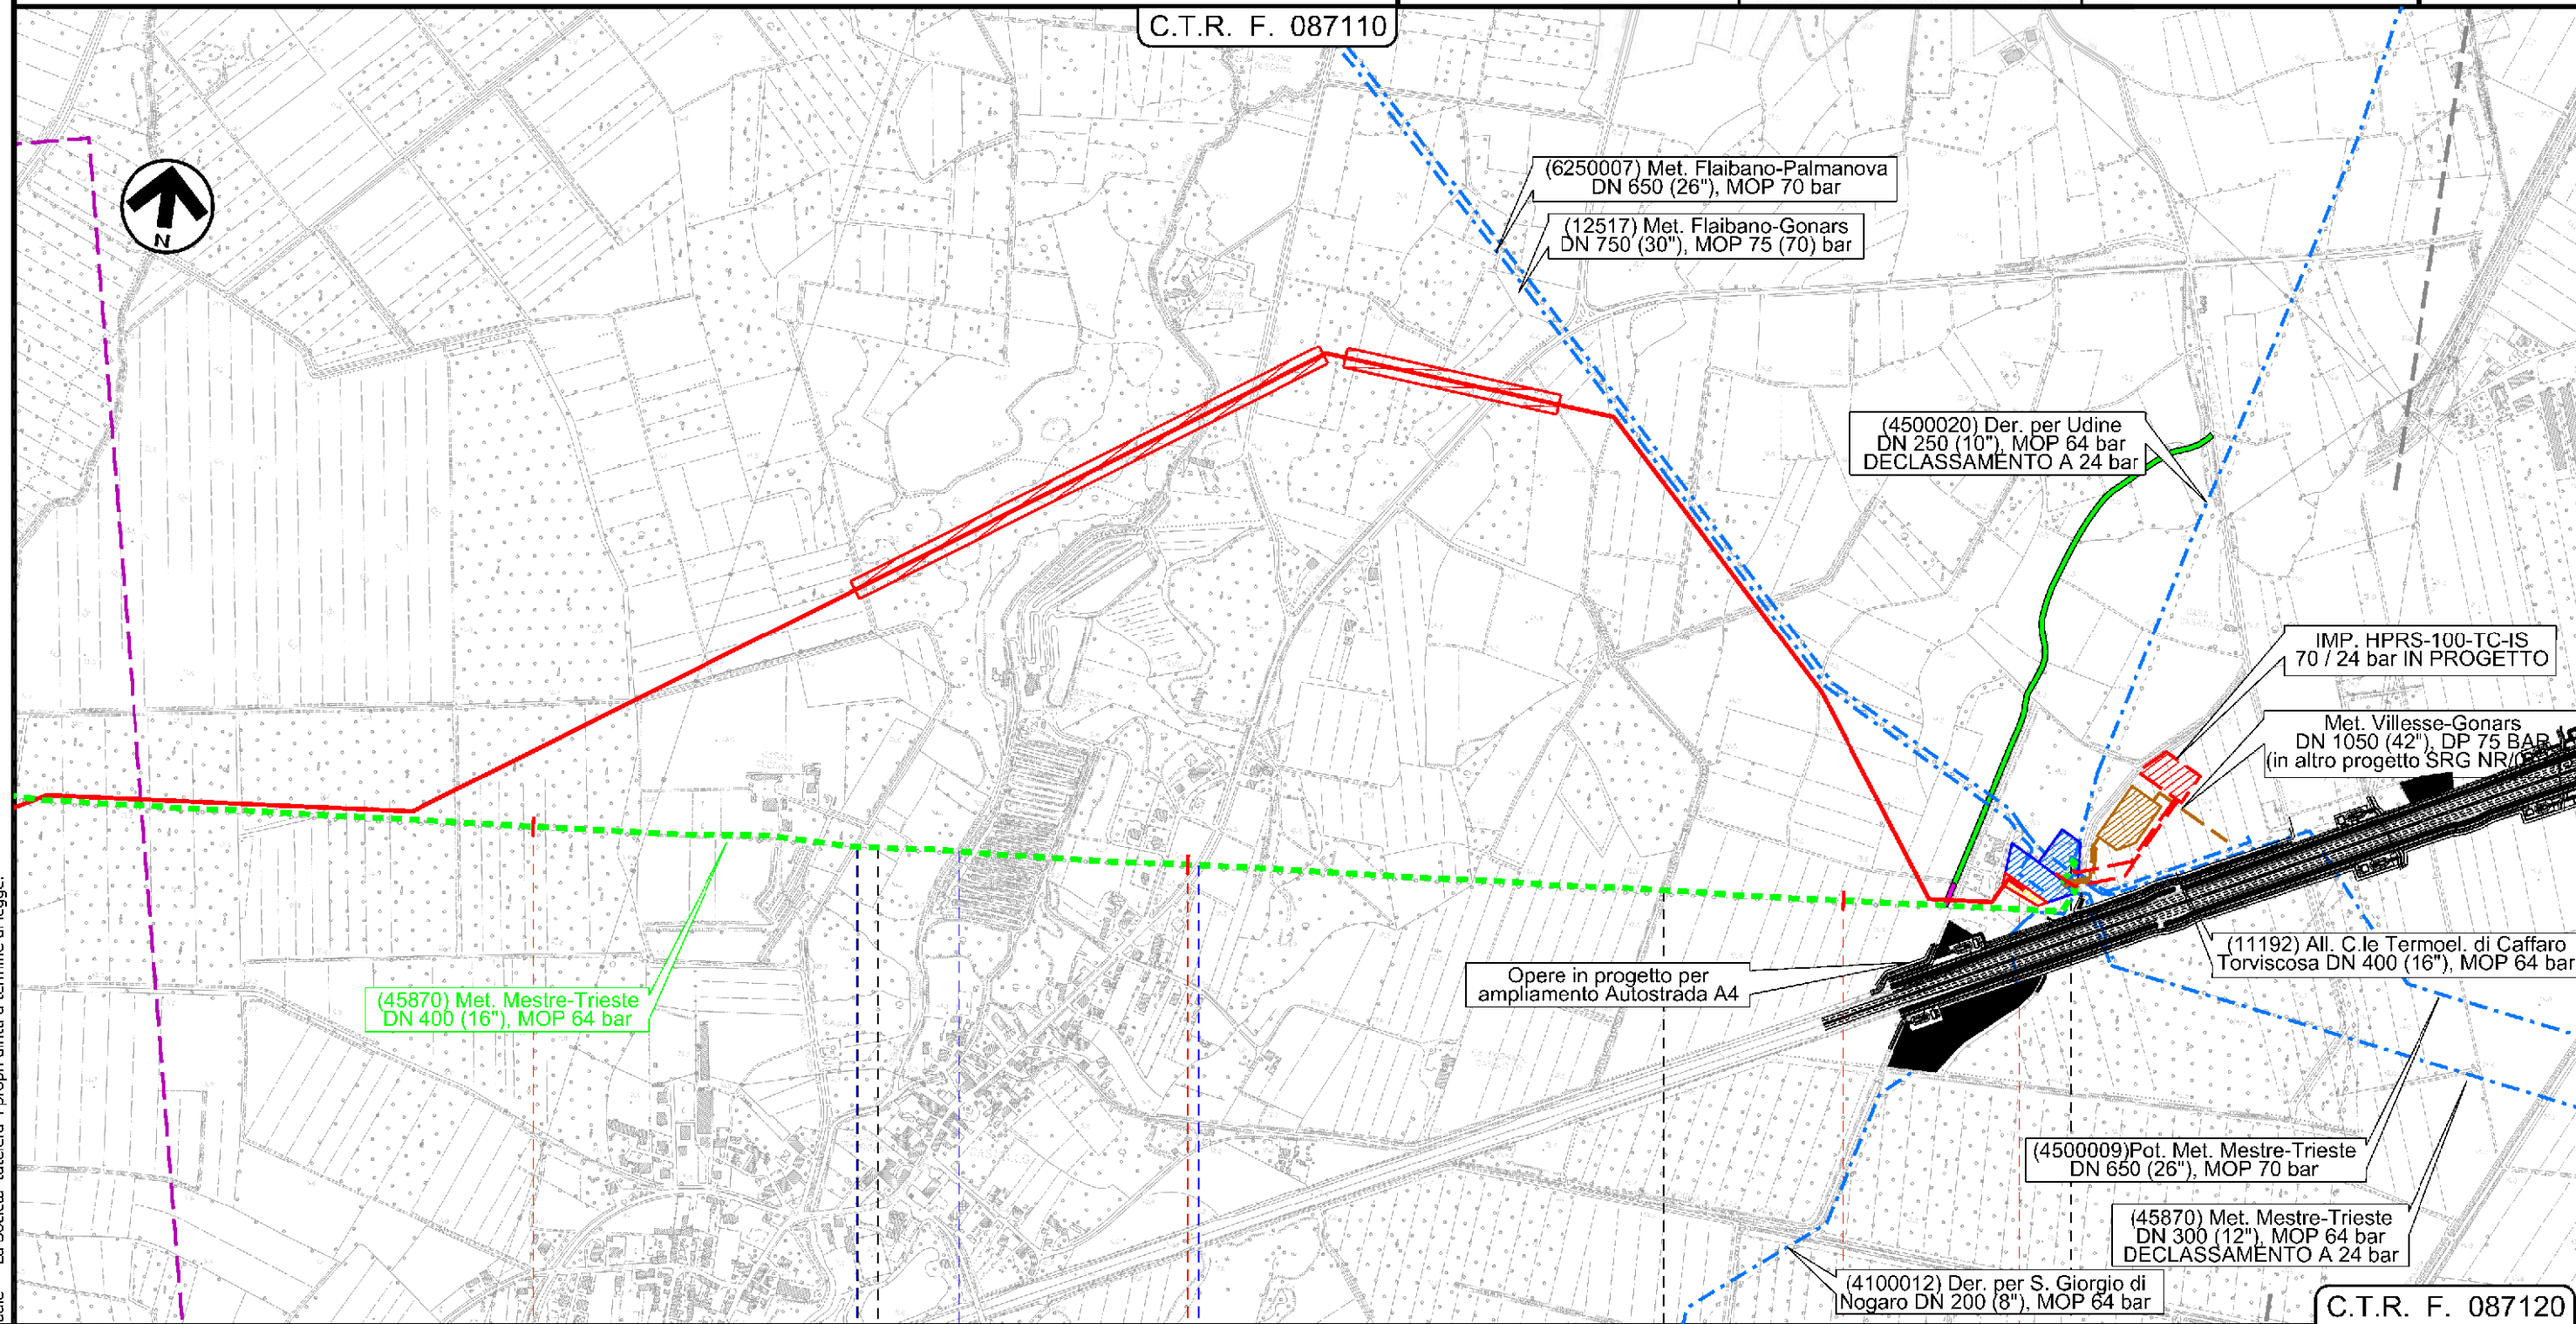 C.T.R. F. 087110
N
(6250007) Met. Flaibano-Palmanova
DN 650 (26"), MOP 70 bar
(12517) Met. Flaibano-Gonars
DN 750 (30"), MOP 75 (70) bar
(4500020) Der. per Udine
DN 250 (10"), MOP 64 bar
DECLASSAMENTO A 24 bar
IMP. HPRS-100-TC-IS
70 / 24 bar IN PROGETTO
Met. Villesse-Gonars
DN 1050 (42"), DP 75 BAR
(in altro progetto SRG NR/
(45870) Met. Mestre-Trieste
DN 400 (16"), MOP 64 bar
Opere in progetto per
ampliamento Autostrada A4
(11192) All. C.le Termoel. di Caffaro
Torviscosa DN 400 (16"), MOP 64 bar
(4500009)Pot. Met. Mestre-Trieste
DN 650 (26"), MOP 70 bar
(45870) Met. Mestre-Trieste
DN 300 (12"), MOP 64 bar
DECLASSAMENTO A 24 bar
(4100012) Der. per S. Giorgio di
Nogaro DN 200 (8"), MOP 64 bar
C.T.R. F. 087120